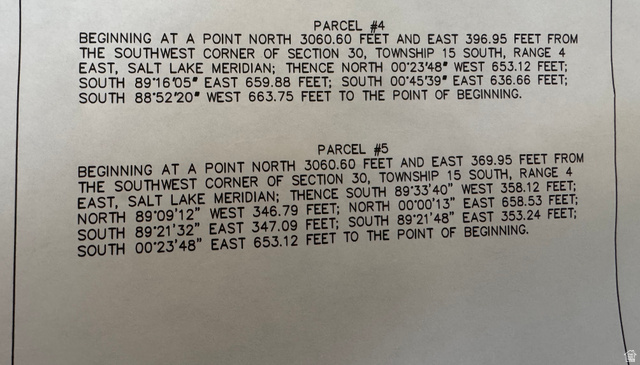 PARCEL #4
BEGINNING AT A POINT NORTH 3060.60 FEET AND EAST 396.95 FEET FROM
THE SOUTHWEST CORNER OF SECTION 30, TOWNSHIP 15 SOUTH, RANGE 4
EAST, SALT LAKE MERIDIAN; THENCE NORTH 00°23'48" WEST 653.12 FEET;
SOUTH 89°16'05" EAST 659.88 FEET; SOUTH 00°45'39" EAST 636.66 FEET;
SOUTH 88°52'20" WEST 663.75 FEET TO THE POINT OF BEGINNING.
PARCEL #5
BEGINNING AT A POINT NORTH 3060.60 FEET AND EAST 369.95 FEET FROM
THE SOUTHWEST CORNER OF SECTION 30, TOWNSHIP 15 SOUTH, RANGE 4
EAST, SALT LAKE MERIDIAN; THENCE SOUTH 89°33'40" WEST 358.12 FEET;
NORTH 89°09'12" WEST 346.79 FEET; NORTH 00°00'13" EAST 658.53 FEET;
SOUTH 89°21'32" EAST 347.09 FEET; SOUTH 89°21'48" EAST 353.24 FEET;
SOUTH 00°23'48" EAST 653.12 FEET TO THE POINT OF BEGINNING.